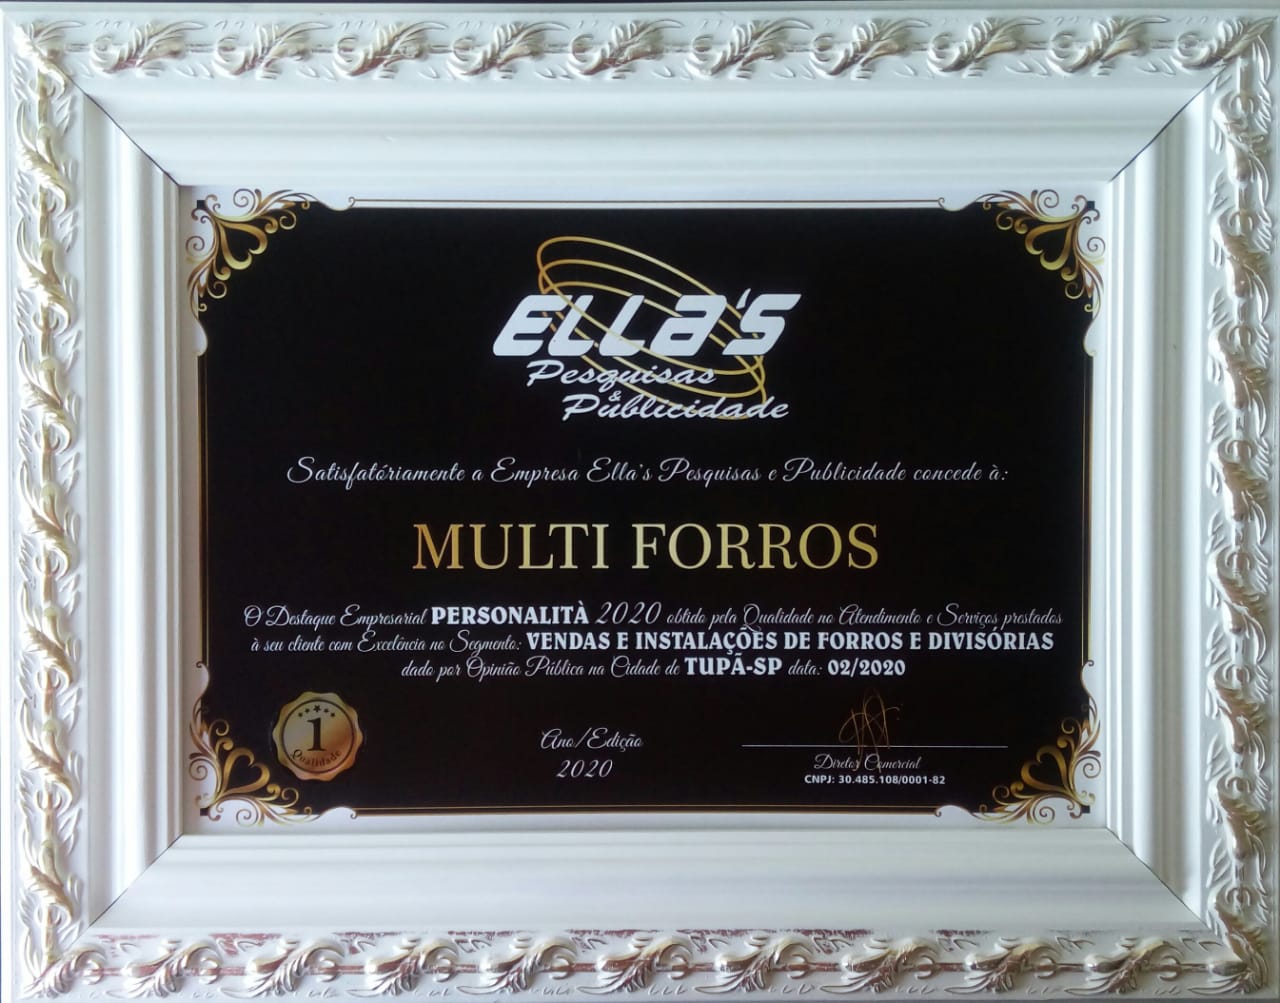 ELLA'S
Pesquisas
&
Publicidade
Satisfatóriamente a Empresa Ella's Pesquisas e Publicidade concede à:
MULTI FORROS
O Destaque Empresarial PERSONALITÀ 2020 obtido pela Qualidade no Atendimento e Serviços prestados
à seu cliente com Excelência no Segmento: VENDAS E INSTALAÇÕES DE FORROS E DIVISÓRIAS
dado por Opinião Pública na Cidade de TUPÃ-SP data: 02/2020
1
Qualidade
Ano/Edição
2020
Diretor Comercial
CNPJ: 30.485.108/0001-82